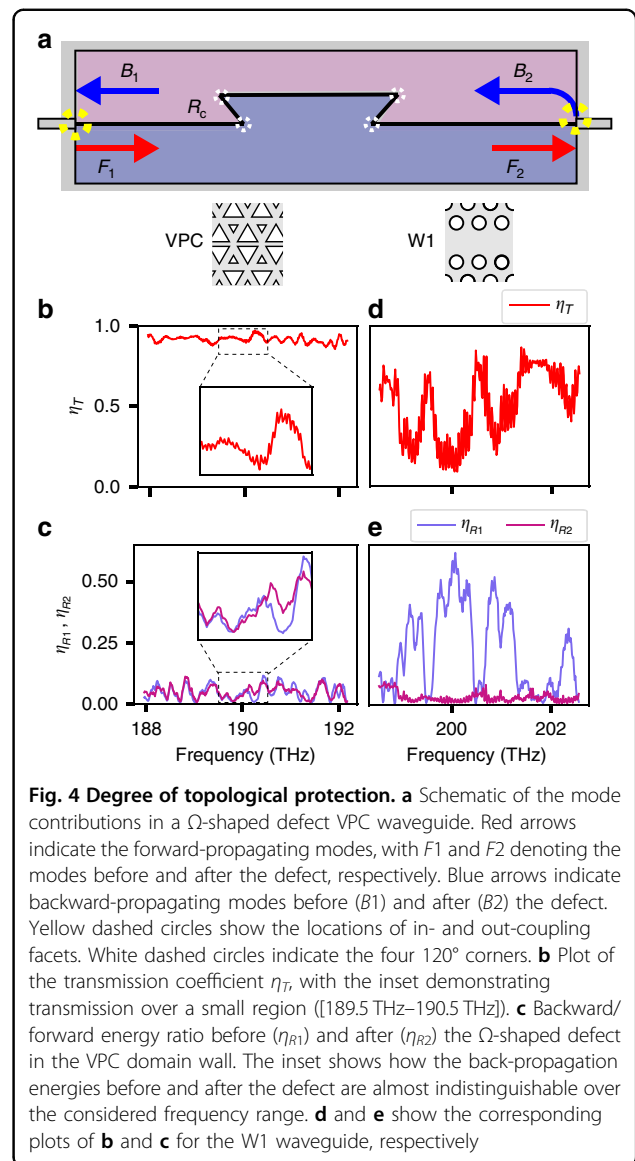 a
B1
B2
Rc
F1
F2
VPC
W1
b
d
ηT
1.0
0.5
0.0
ηT
c
e
ηR1
ηR2
0.50
0.25
0.00
ηR1, ηR2
188
190
192
200
202
Frequency (THz)
Frequency (THz)
Fig. 4 Degree of topological protection. a Schematic of the mode
contributions in a Ω-shaped defect VPC waveguide. Red arrows
indicate the forward-propagating modes, with F1 and F2 denoting the
modes before and after the defect, respectively. Blue arrows indicate
backward-propagating modes before (B1) and after (B2) the defect.
Yellow dashed circles show the locations of in- and out-coupling
facets. White dashed circles indicate the four 120° corners. b Plot of
the transmission coefficient ηT, with the inset demonstrating
transmission over a small region ([189.5 THz–190.5 THz]). c Backward/
forward energy ratio before (ηR1) and after (ηR2) the Ω-shaped defect
in the VPC domain wall. The inset shows how the back-propagation
energies before and after the defect are almost indistinguishable over
the considered frequency range. d and e show the corresponding
plots of b and c for the W1 waveguide, respectively